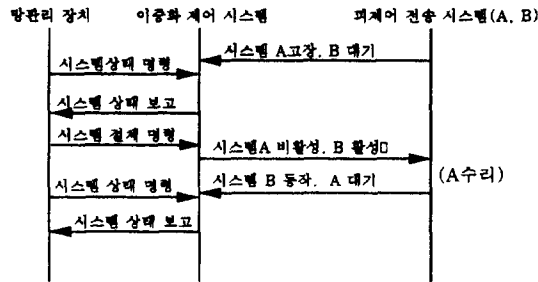 망관리 장치 이중화 제어 시스템 피제어 전송 시스템(A, B)
시스템 A고장, B 대기
시스템상태 명령
시스템 상태 보고
시스템 절체 명령
시스템A 비활성, B 활성
시스템 B 동작, A 대기
(A수리)
시스템 상태 명령
시스템 상태 보고